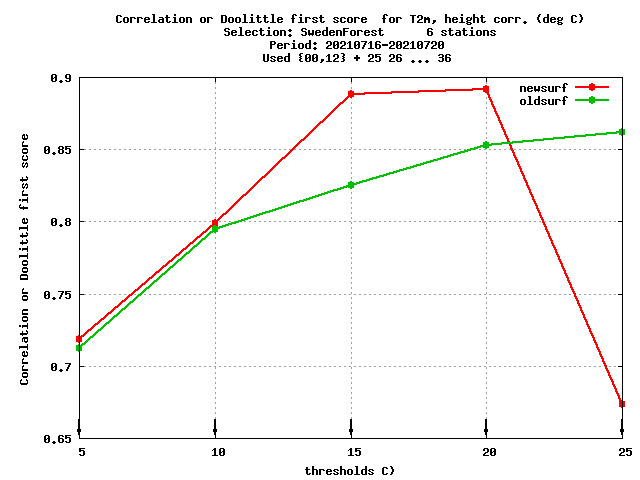 Correlation or Doolittle first score  for T2m, height corr. (deg C)
Selection: SwedenForest      6 stations
Period: 20210716-20210720
Used {00,12} + 25 26 ... 36
newsurf
oldsurf
Correlation or Doolittle first score
0.9
0.85
0.8
0.75
0.7
0.65
5 10 15 20 25
thresholds C)